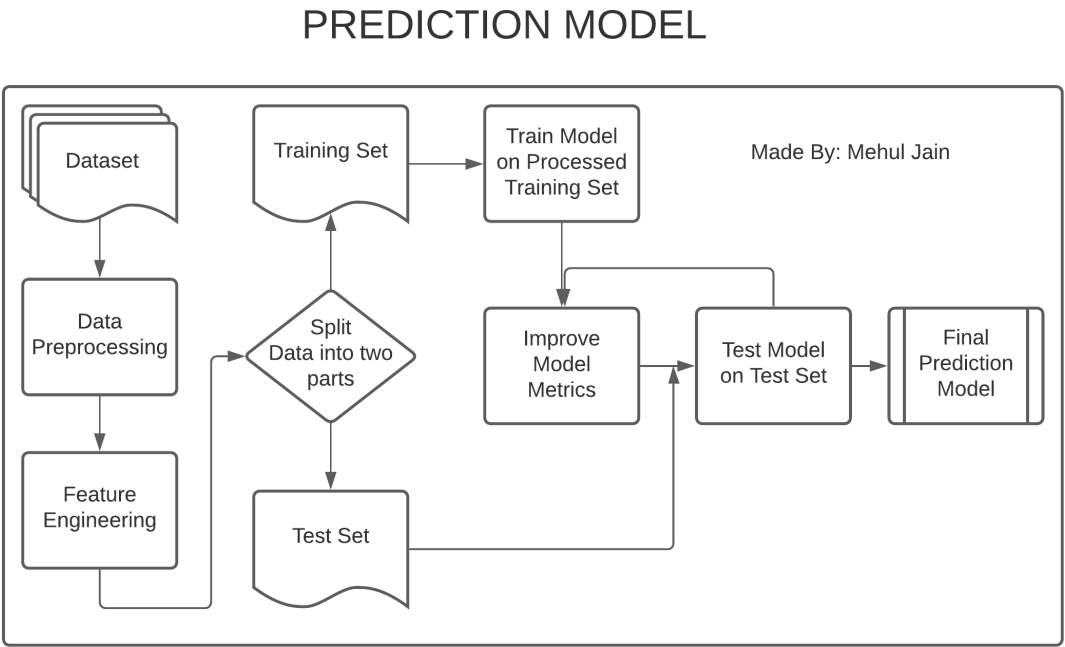 PREDICTION MODEL
Dataset
Training Set
Train Model
on Processed
Training Set
Made By: Mehul Jain
Data
Preprocessing
Split
Data into two
parts
Improve
Model
Metrics
Test Model
on Test Set
Final
Prediction
Model
Feature
Engineering
Test Set